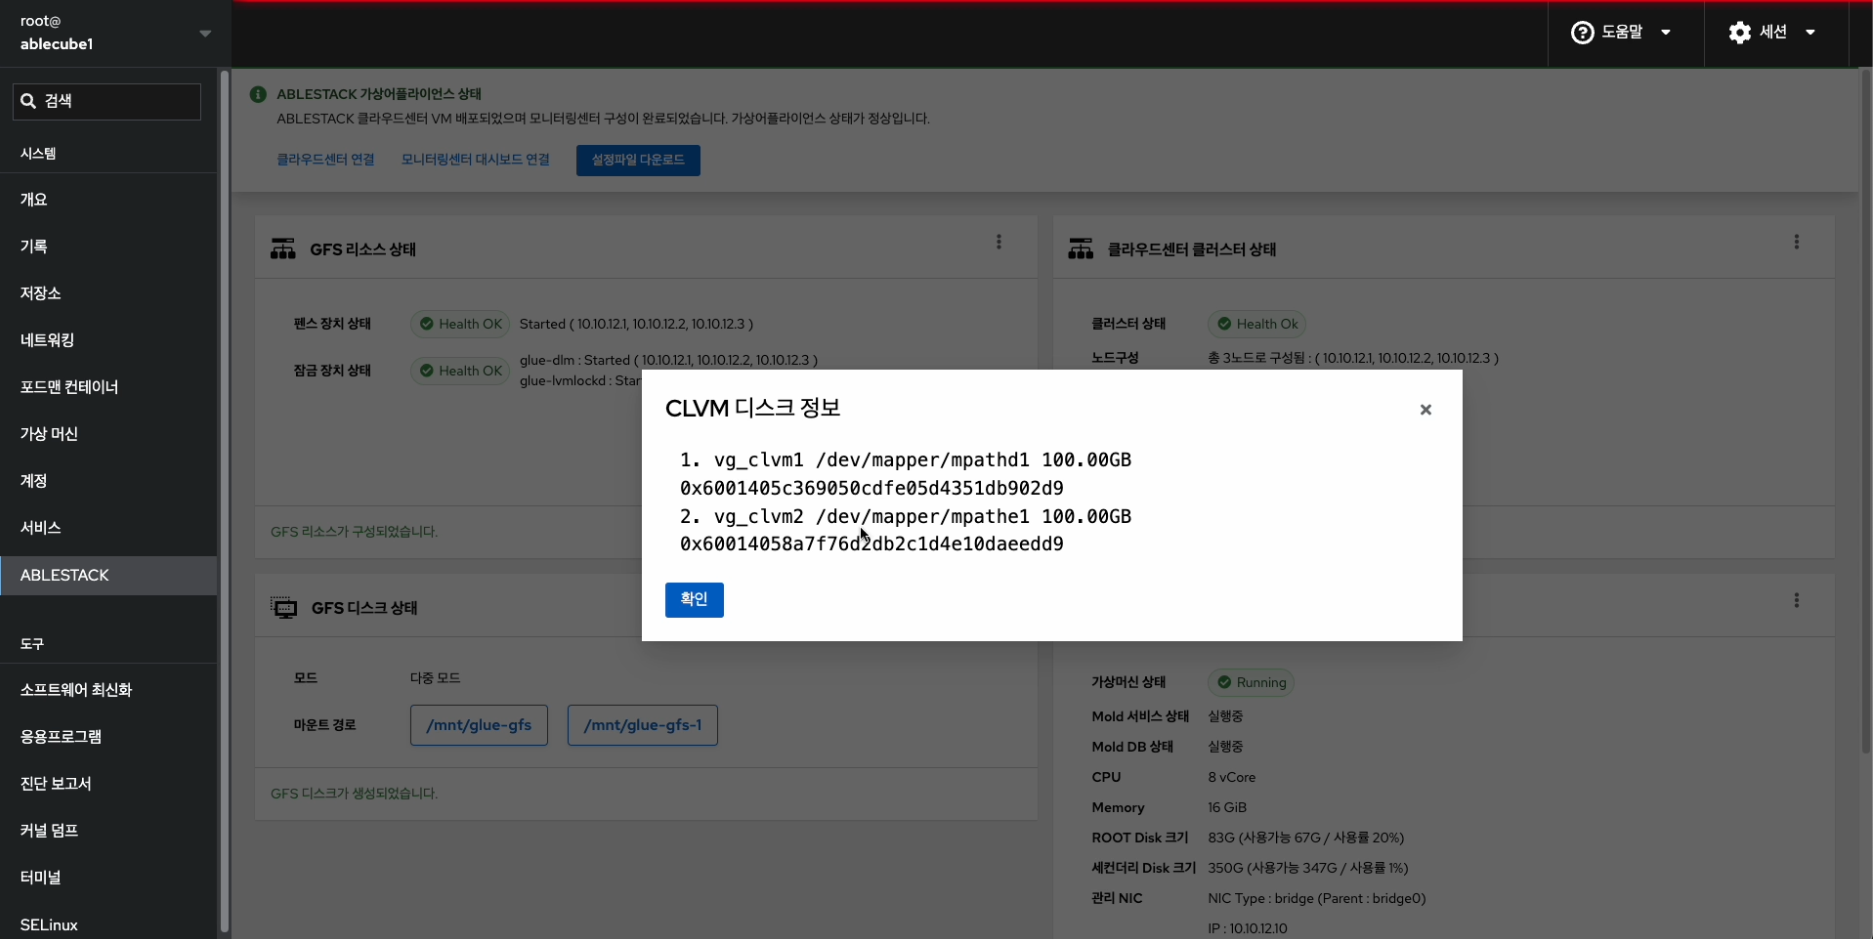 root@
ablecube1
도움말
세션
검색
시스템
개요
기록
저장소
네트워킹
포드맨 컨테이너
가상 머신
계정
서비스
ABLESTACK
도구
소프트웨어 최신화
응용프로그램
진단 보고서
커널 덤프
터미널
SELinux
ABLESTACK 가상어플라이언스 상태
ABLESTACK 클라우드센터 VM 배포되었으며 모니터링센터 구성이 완료되었습니다. 가상어플라이언스 상태가 정상입니다.
클라우드센터 연결 모니터링센터 대시보드 연결 설정파일 다운로드
GFS 리소스 상태
펜스 장치 상태 Health OK Started ( 10.10.12.1, 10.10.12.2, 10.10.12.3 )
잠금 장치 상태 Health OK glue-dlm : Started ( 10.10.12.1, 10.10.12.2, 10.10.12.3 )
glue-lvmlockd : Star
GFS 리소스가 구성되었습니다.
클라우드센터 클러스터 상태
클러스터 상태 Health Ok
노드구성 총 3노드로 구성됨 : ( 10.10.12.1, 10.10.12.2, 10.10.12.3 )
CLVM 디스크 정보
×
1. vg_clvm1 /dev/mapper/mpathd1 100.00GB
0x6001405c369050cdfe05d4351db902d9
2. vg_clvm2 /dev/mapper/mpathe1 100.00GB
0x60014058a7f76d2db2c1d4e10daeedd9
확인
GFS 디스크 상태
모드 다중 모드
마운트 경로 /mnt/glue-gfs /mnt/glue-gfs-1
GFS 디스크가 생성되었습니다.
가상머신 상태 Running
Mold 서비스 상태 실행중
Mold DB 상태 실행중
CPU 8 vCore
Memory 16 GiB
ROOT Disk 크기 83G (사용가능 67G / 사용률 20%)
세컨더리 Disk 크기 350G (사용가능 347G / 사용률 1%)
관리 NIC NIC Type : bridge (Parent : bridge0)
IP : 10.10.12.10